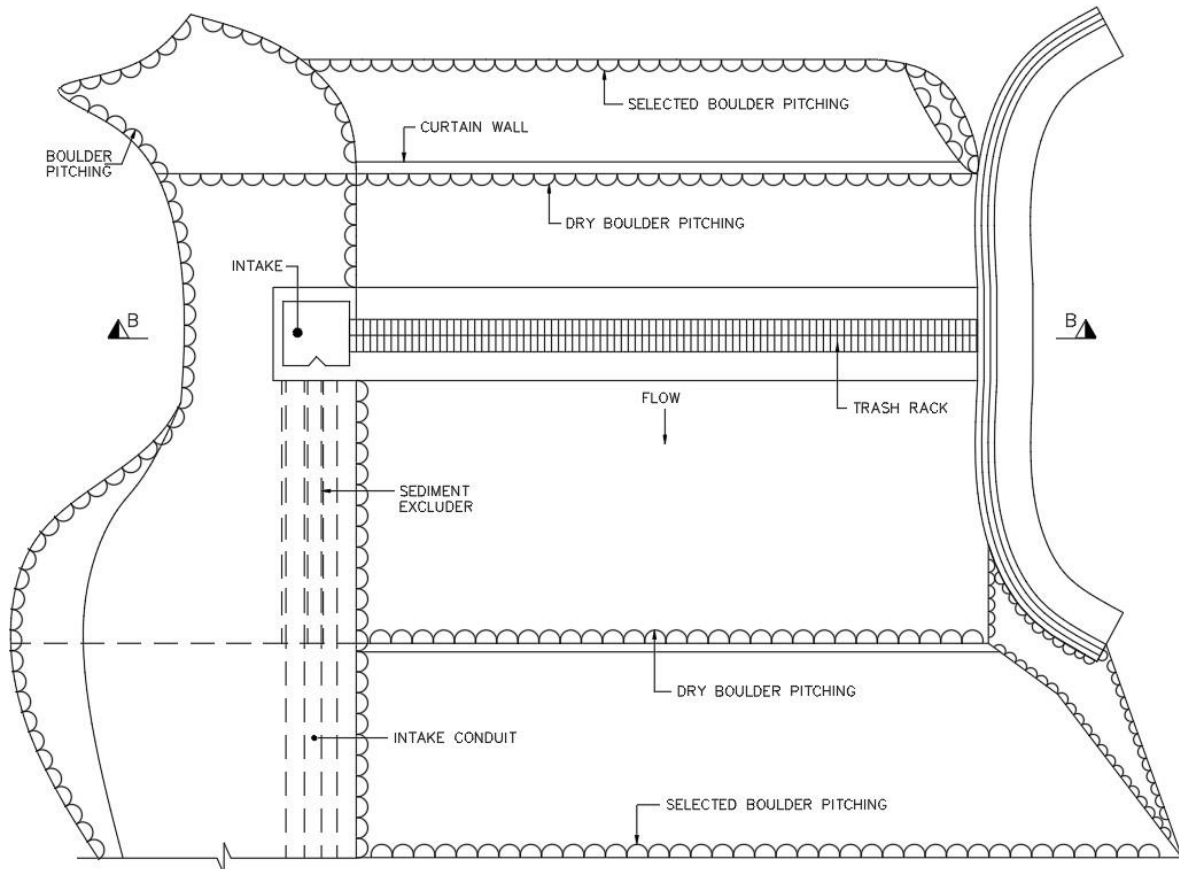 SELECTED BOULDER PITCHING
CURTAIN WALL
BOULDER
PITCHING
DRY BOULDER PITCHING
INTAKE
B
B
FLOW
TRASH RACK
SEDIMENT
EXCLUDER
DRY BOULDER PITCHING
INTAKE CONDUIT
SELECTED BOULDER PITCHING